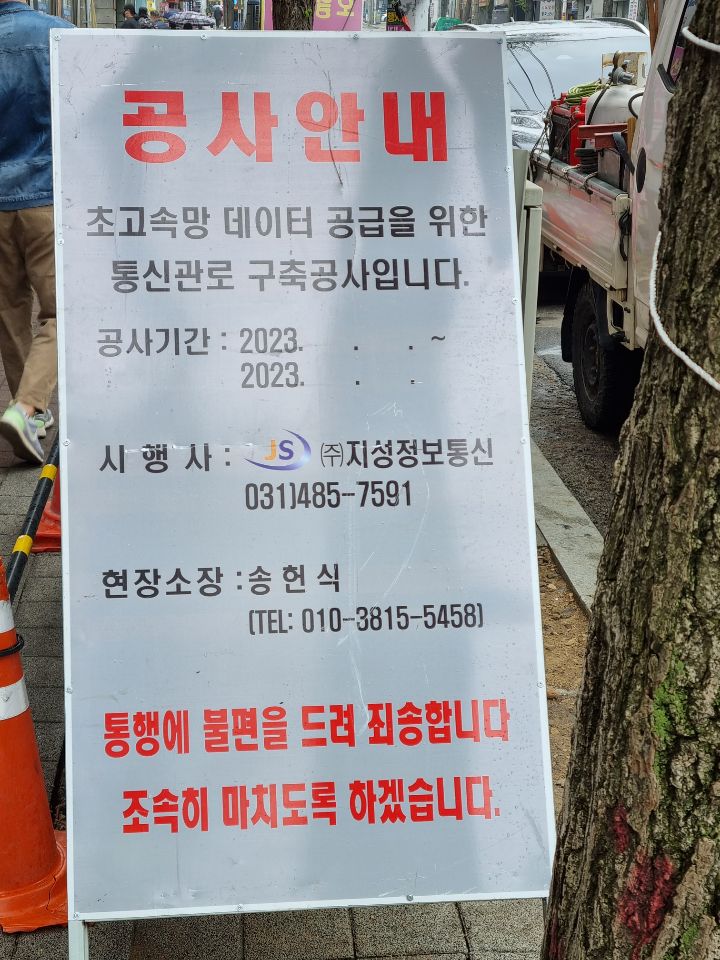 공사안내
초고속망 데이터 공급을 위한
통신관로 구축공사입니다.
공사기간 : 2023. . . ~
2023. . .
시 행 사 : JS ㈜지성정보통신
031)485-7591
현장소장 : 송 헌 식
(TEL: 010-3815-5458)
통행에 불편을 드려 죄송합니다
조속히 마치도록 하겠습니다.